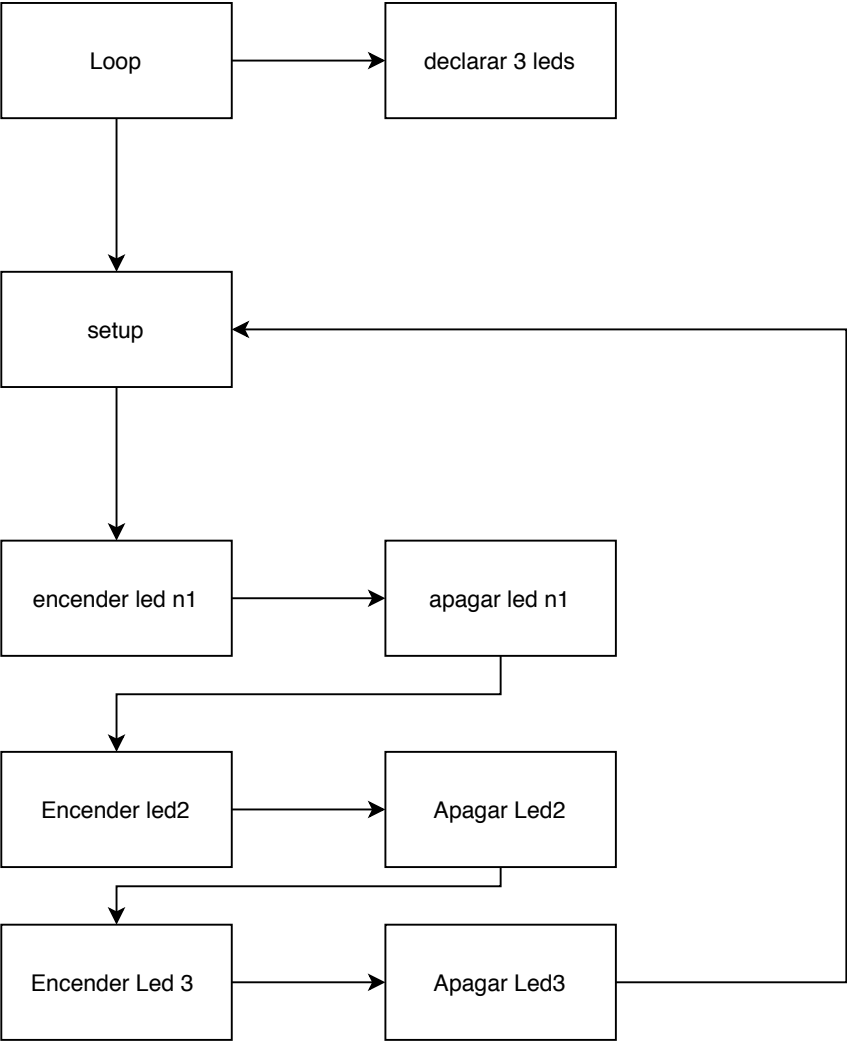 Loop
declarar 3 leds
setup
encender led n1
apagar led n1
Encender led2
Apagar Led2
Encender Led 3
Apagar Led3